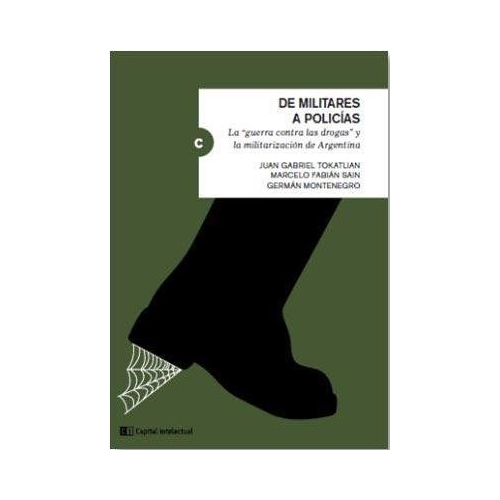 DE MILITARES
A POLICÍAS
La "guerra contra las drogas" y
la militarización de Argentina
C
JUAN GABRIEL TOKATLIAN
MARCELO FABIÁN SAIN
GERMÁN MONTENEGRO
CI Capital Intelectual